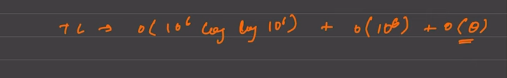 TC → O(10⁶ log log 10⁶) + O(10⁶) + O(Q)